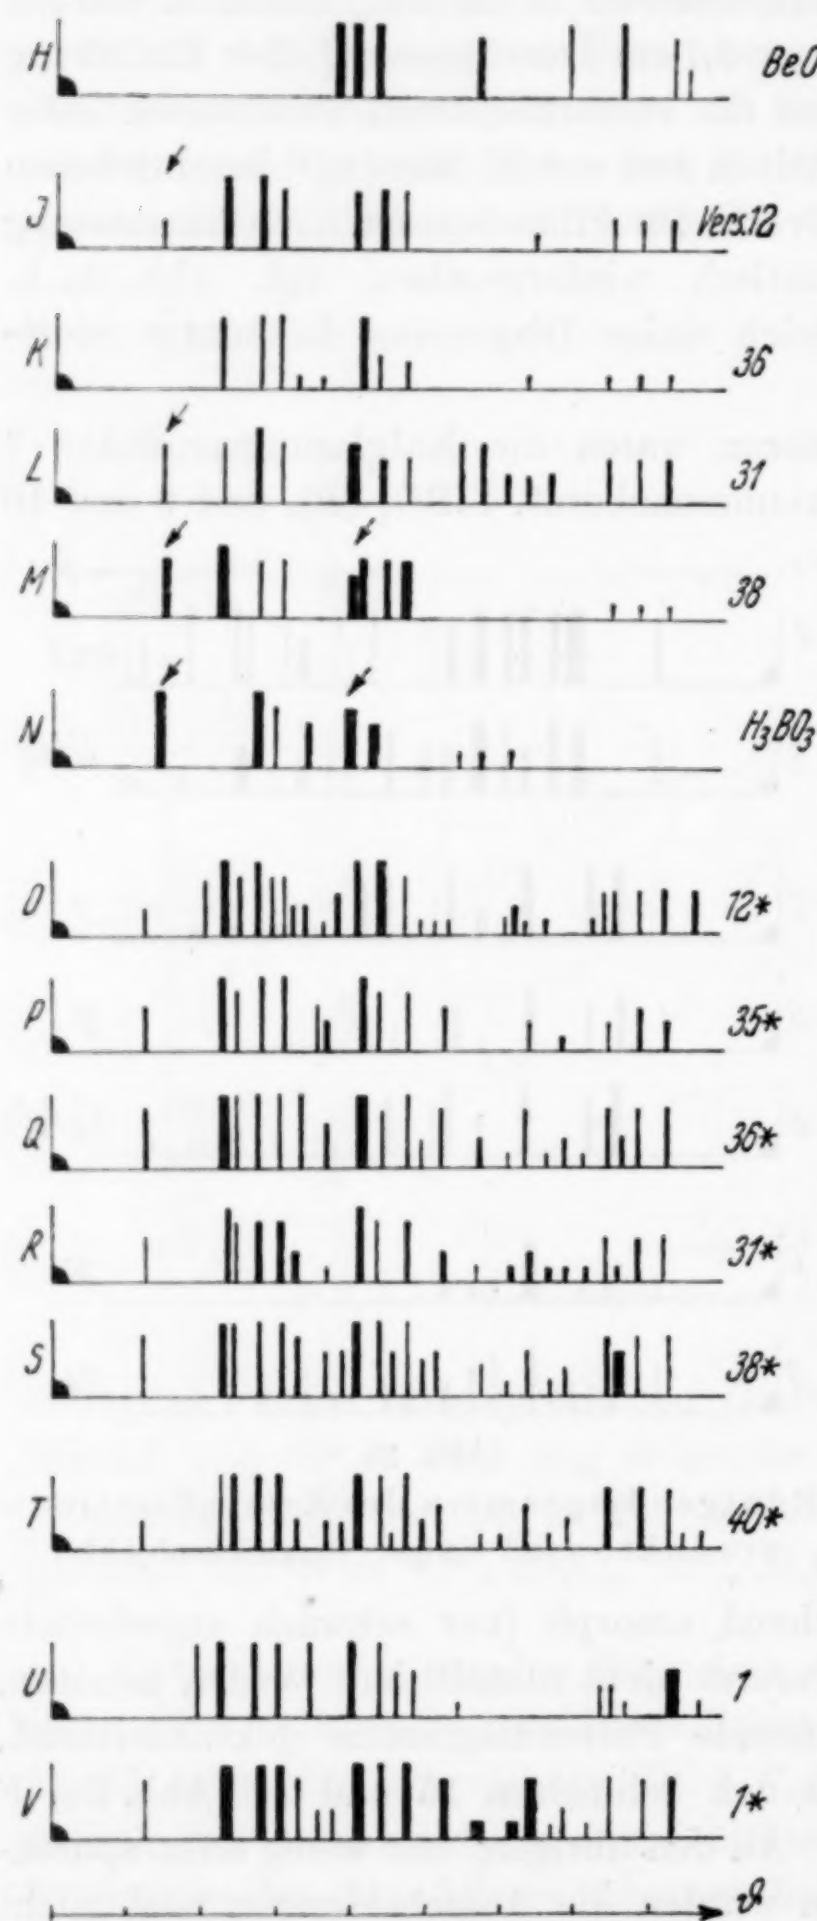 H BeO
J Vers.12
K 36
L 31
M 38
N H₃BO₃
O 12*
P 35*
Q 36*
R 31*
S 38*
T 40*
U 1
V 1*
ϑ